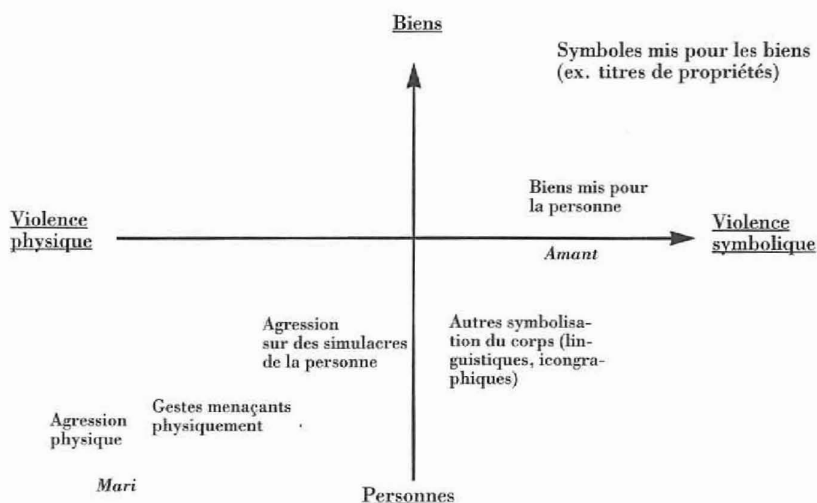 Biens
Symboles mis pour les biens
(ex. titres de propriétés)
Biens mis pour
la personne
Violence
physique
Violence
symbolique
Amant
Agression
sur des simulacres
de la personne
Autres symbolisa-
tion du corps (lin-
guistiques, icongra-
phiques)
Gestes menaçants
physiquement
Agression
physique
Mari
Personnes